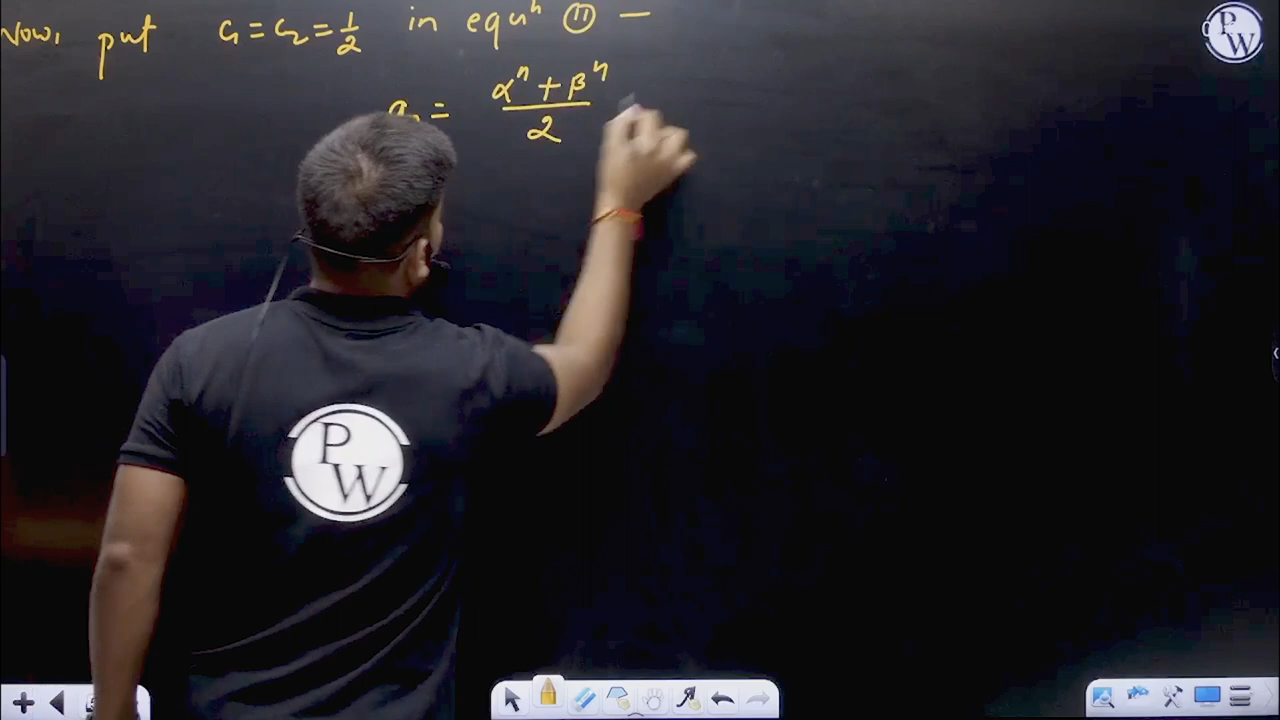 Now, put C₁ = C₂ = 1/2 in equⁿ (11) —
= (αⁿ + βⁿ)/2
PW
PW